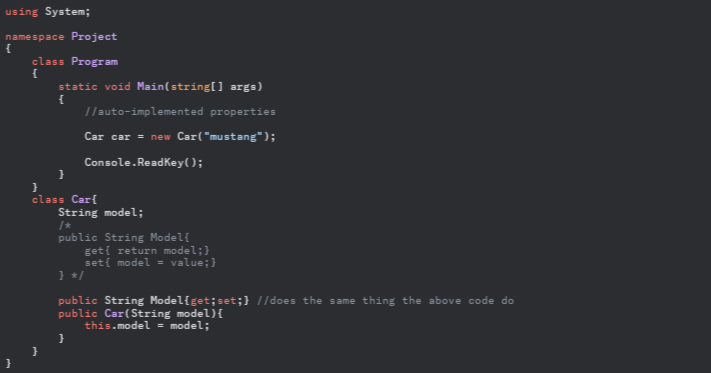 using System;
namespace Project
{
class Program
{
static void Main(string[] args)
{
//auto-implemented properties
Car car = new Car("mustang");
Console.ReadKey();
}
}
class Car{
String model;
/*
public String Model{
get{ return model;}
set{ model = value;}
} */
public String Model{get;set;} //does the same thing the above code do
public Car(String model){
this.model = model;
}
}
}